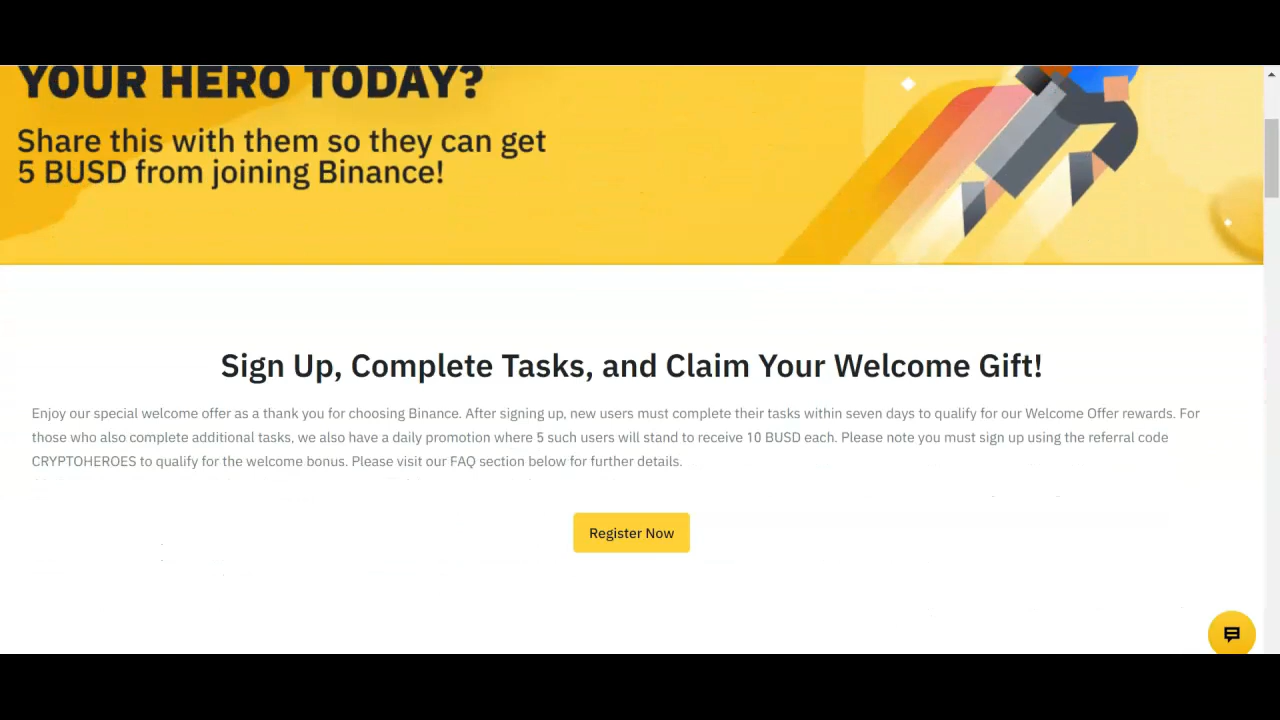 YOUR HERO TODAY?
Share this with them so they can get
5 BUSD from joining Binance!
Sign Up, Complete Tasks, and Claim Your Welcome Gift!
Enjoy our special welcome offer as a thank you for choosing Binance. After signing up, new users must complete their tasks within seven days to qualify for our Welcome Offer rewards. For
those who also complete additional tasks, we also have a daily promotion where 5 such users will stand to receive 10 BUSD each. Please note you must sign up using the referral code
CRYPTOHEROES to qualify for the welcome bonus. Please visit our FAQ section below for further details.
Register Now